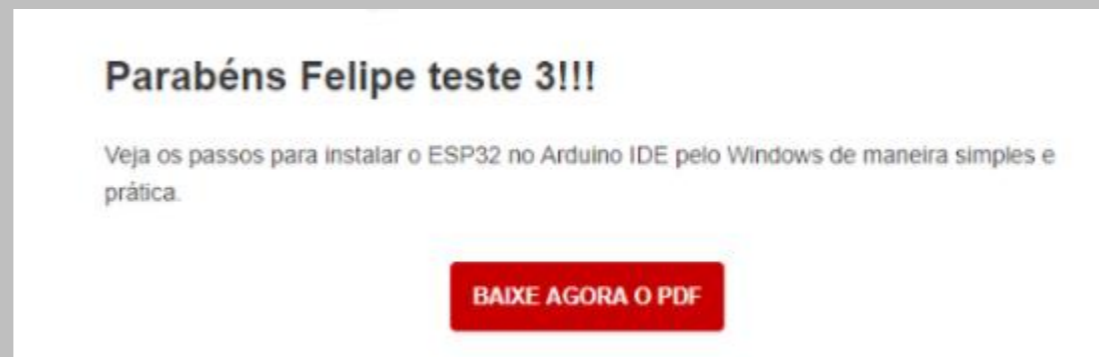 Parabéns Felipe teste 3!!!
Veja os passos para instalar o ESP32 no Arduino IDE pelo Windows de maneira simples e
prática.
BAIXE AGORA O PDF